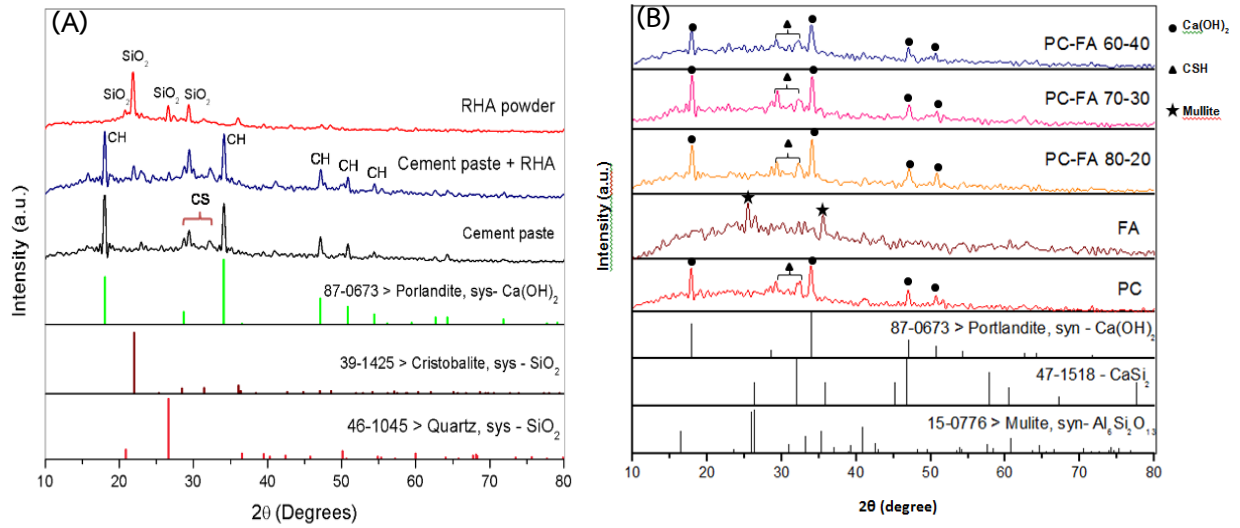 (A)
SiO2
SiO2 SiO2 SiO2
RHA powder
CH CH
Cement paste + RHA
CH CH CH
CS
Cement paste
87-0673 > Porlandite, sys- Ca(OH)2
39-1425 > Cristobalite, sys - SiO2
46-1045 > Quartz, sys - SiO2
Intensity (a.u.)
10 20 30 40 50 60 70 80
2θ (Degrees)
(B)
PC-FA 60-40
PC-FA 70-30
PC-FA 80-20
FA
PC
87-0673 > Portlandite, syn - Ca(OH)2
47-1518 - CaSi2
15-0776 > Mulite, syn- Al6Si2O13
Intensity (a.u.)
10 20 30 40 50 60 70 80
2θ (degree)
Ca(OH)2
CSH
Mullite